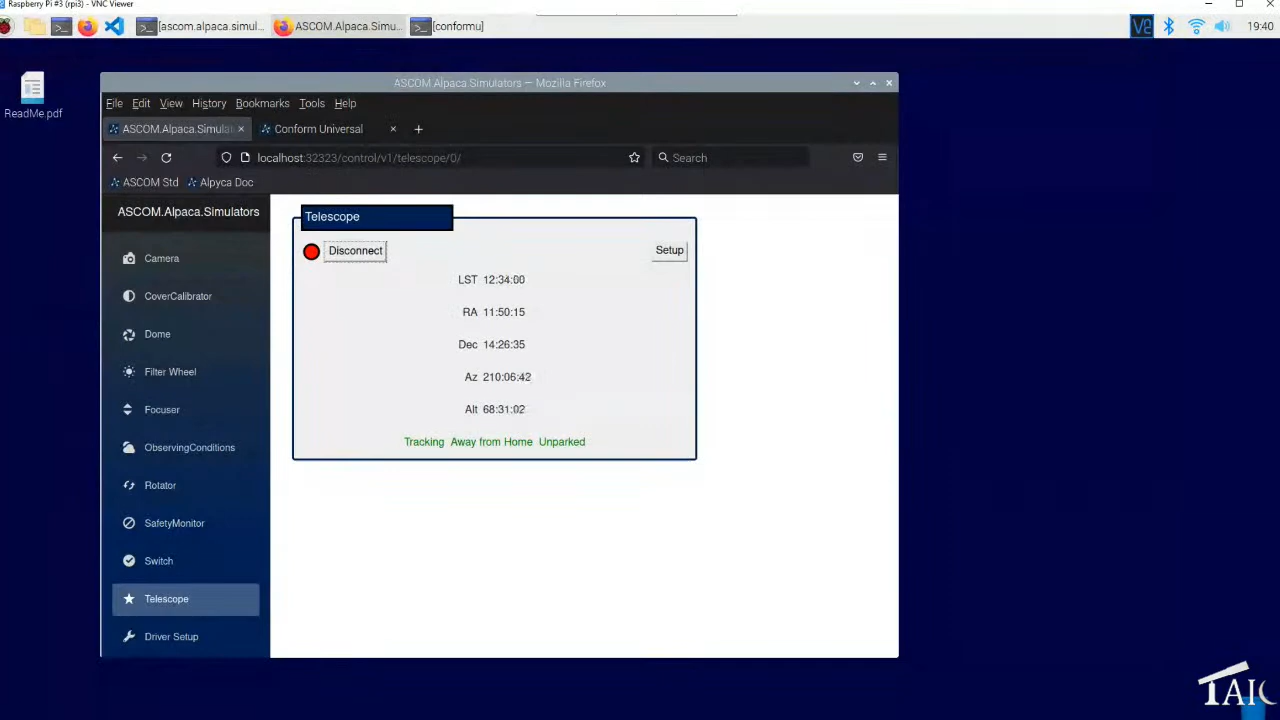 Raspberry Pi #3 (rpi3) - VNC Viewer
[ascom.alpaca.simul... ASCOM.Alpaca.Simu... [conformu] 19:40
ReadMe.pdf
ASCOM.Alpaca.Simulators — Mozilla Firefox
File Edit View History Bookmarks Tools Help
ASCOM.Alpaca.Simulat Conform Universal
localhost:32323/control/v1/telescope/0/ Search
ASCOM Std Alpyca Doc
ASCOM.Alpaca.Simulators
Camera
CoverCalibrator
Dome
Filter Wheel
Focuser
ObservingConditions
Rotator
SafetyMonitor
Switch
Telescope
Driver Setup
Telescope
Disconnect Setup
LST 12:34:00
RA 11:50:15
Dec 14:26:35
Az 210:06:42
Alt 68:31:02
Tracking Away from Home Unparked
TAIC